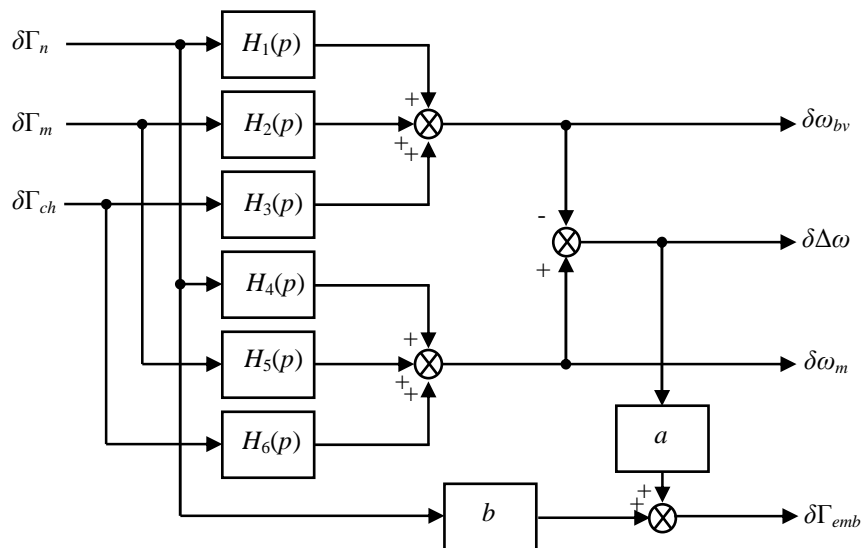 δΓn H1(p)
+
δΓm H2(p) δωbv
+
+
δΓch H3(p)
-
δΔω
+
H4(p)
+
H5(p) δωm
+
+
H6(p) a
+
+
b δΓemb